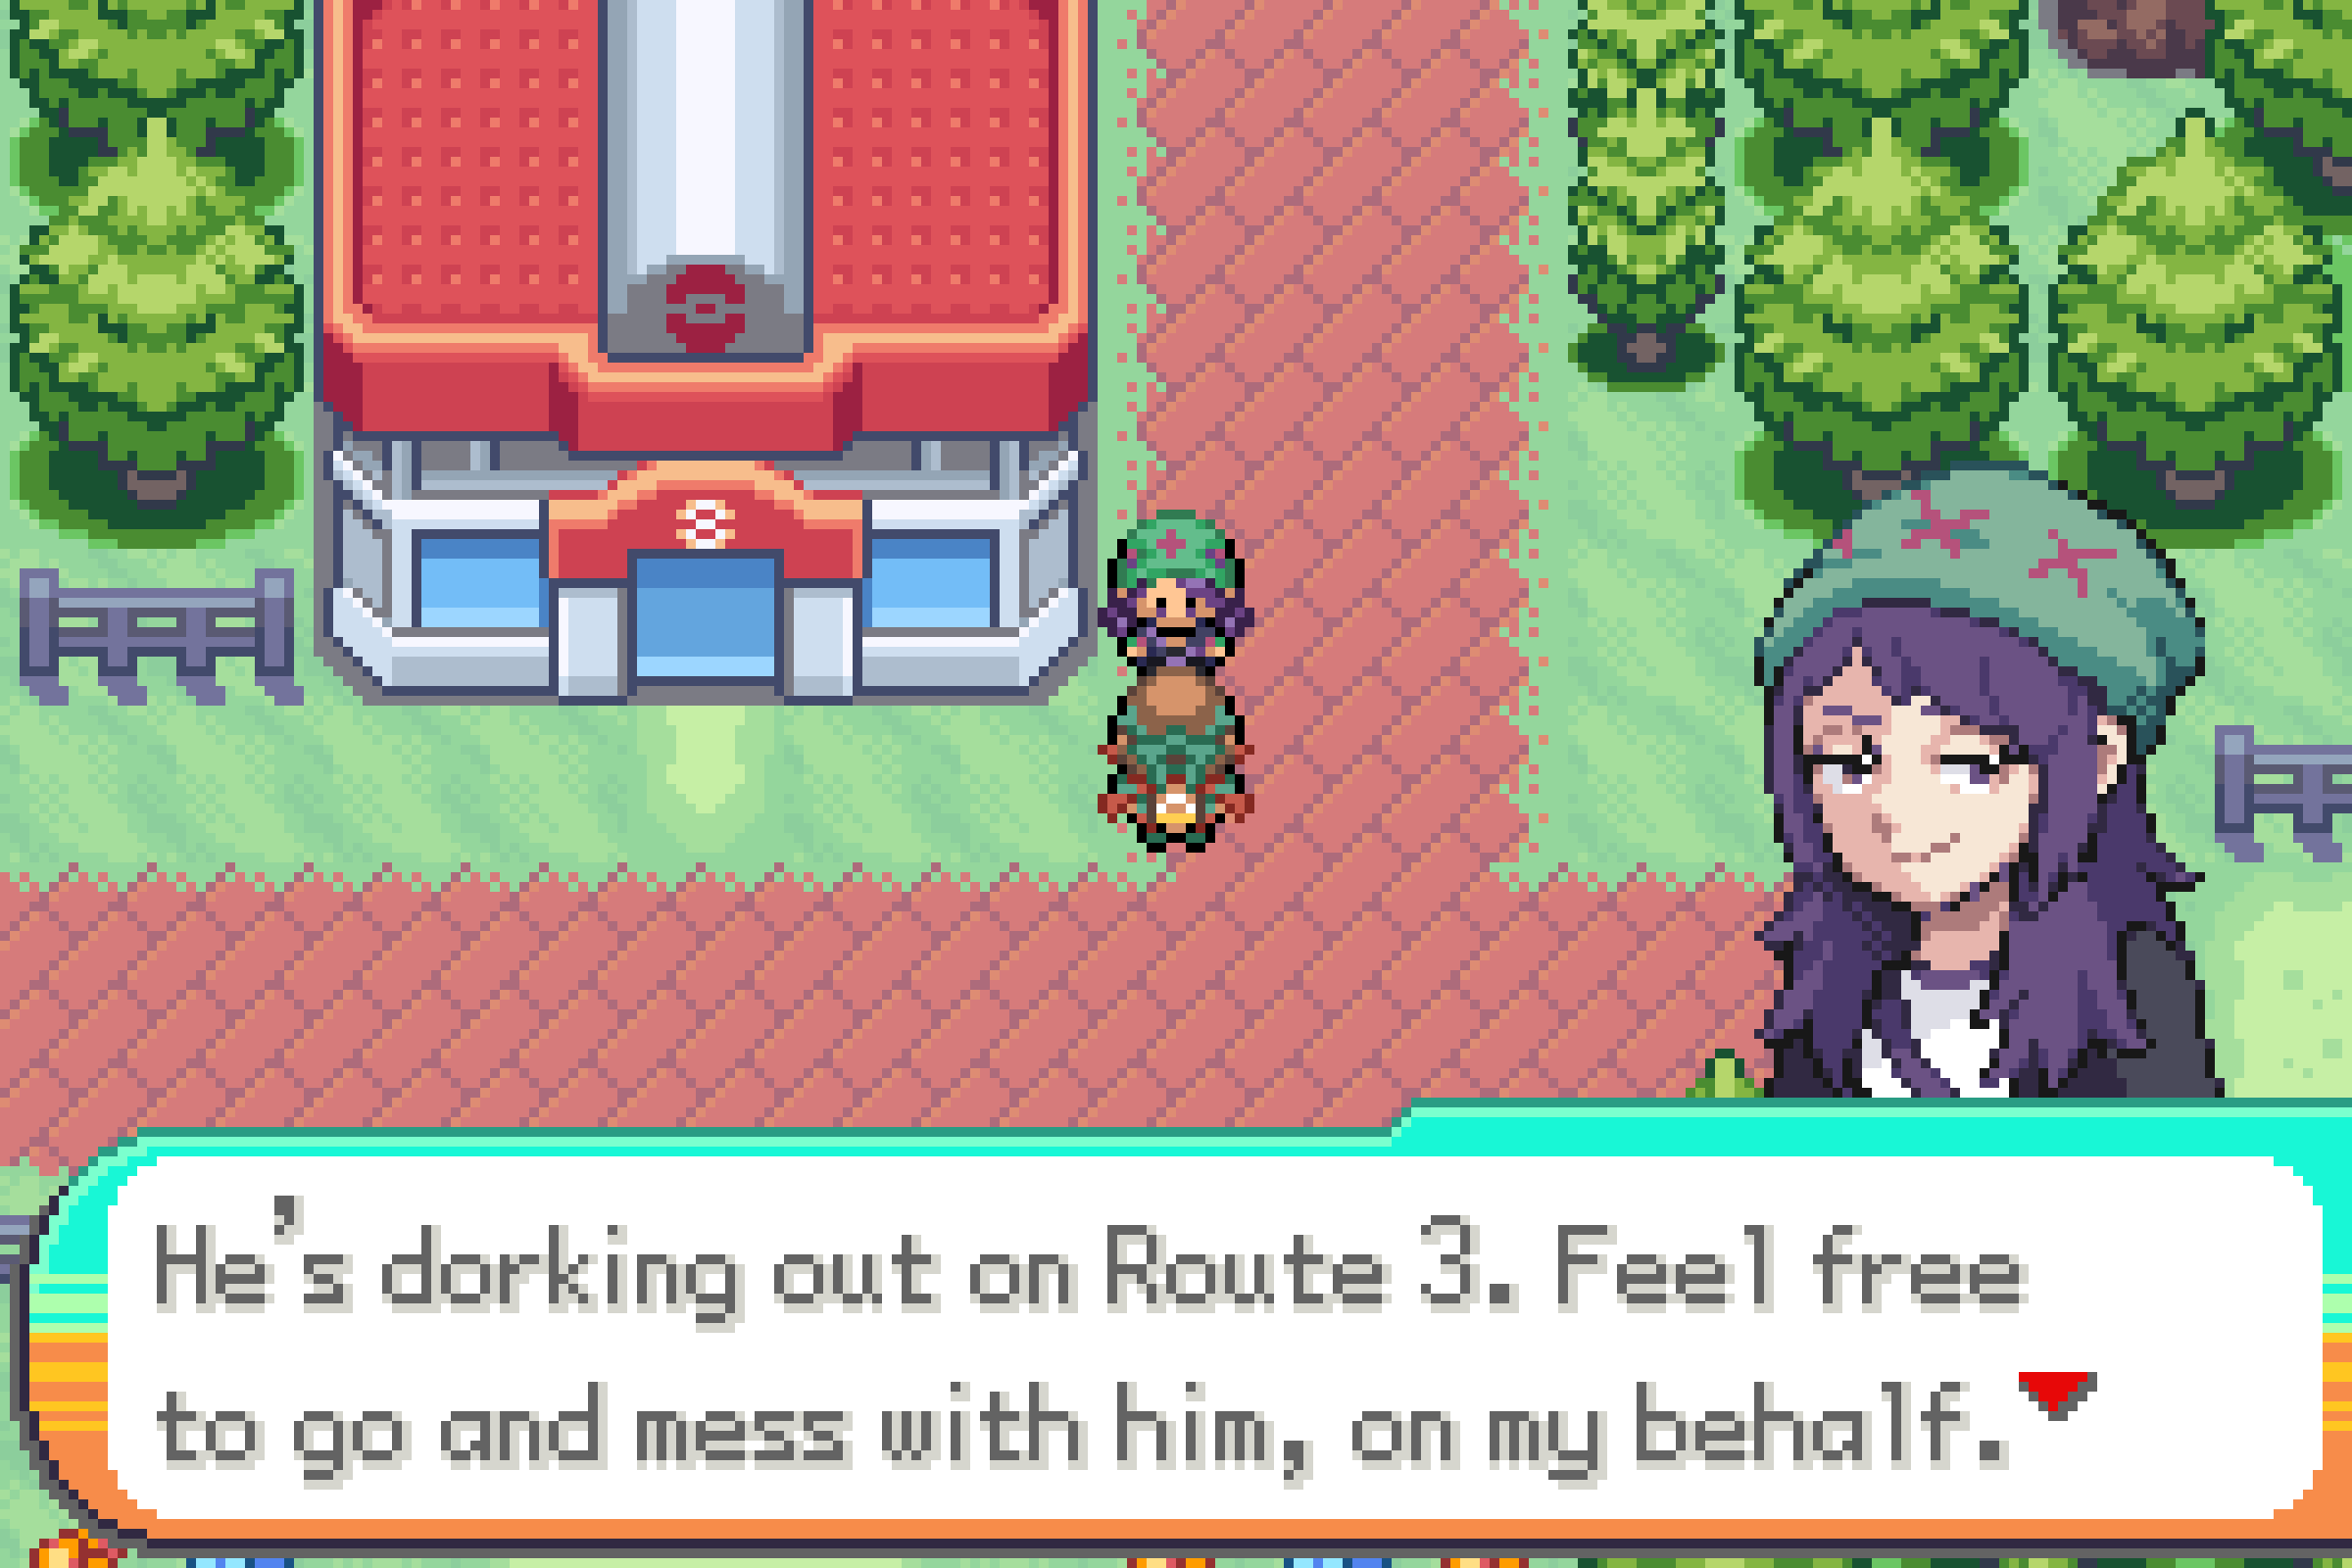 He's dorking out on Route 3. Feel free
to go and mess with him, on my behalf.